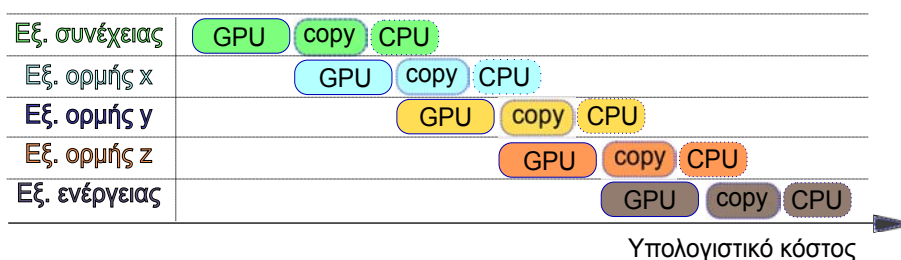 Εξ. συνέχειας GPU copy CPU
Εξ. ορμής x GPU copy CPU
Εξ. ορμής y GPU copy CPU
Εξ. ορμής z GPU copy CPU
Εξ. ενέργειας GPU copy CPU
Υπολογιστικό κόστος